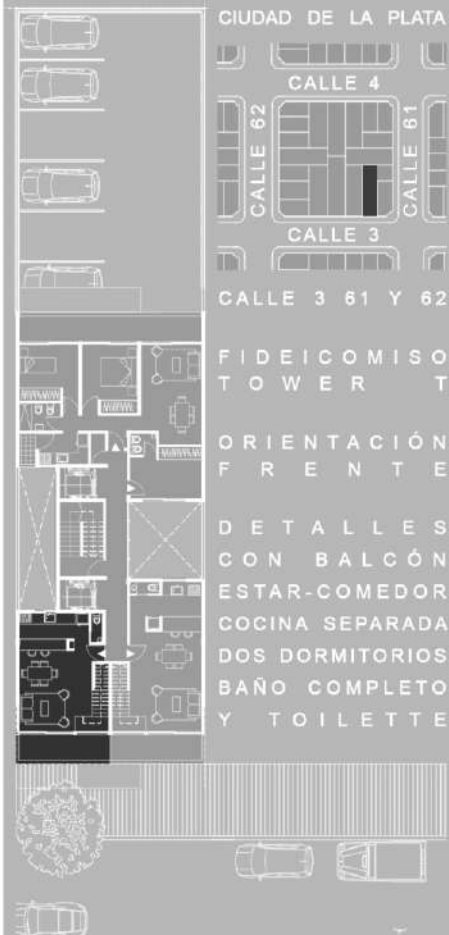 CIUDAD DE LA PLATA
CALLE 4
CALLE 62
CALLE 61
CALLE 3
CALLE 3 61 Y 62
FIDEICOMISO
TOWER T
ORIENTACIÓN
FRENTE
DETALLES
CON BALCÓN
ESTAR-COMEDOR
COCINA SEPARADA
DOS DORMITORIOS
BAÑO COMPLETO
Y TOILETTE